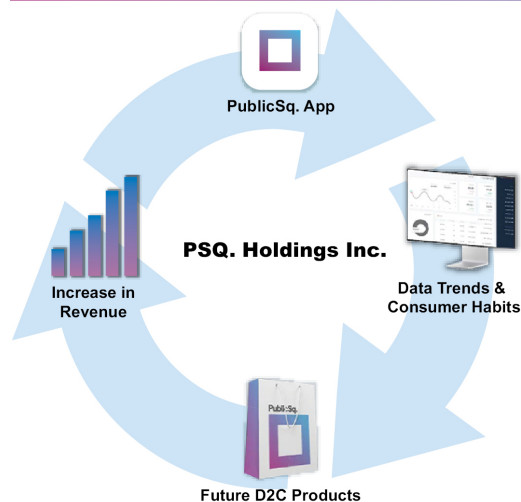 PublicSq. App
PSQ. Holdings Inc.
Data Trends &
Consumer Habits
Increase in
Revenue
PublicSq.
Future D2C Products